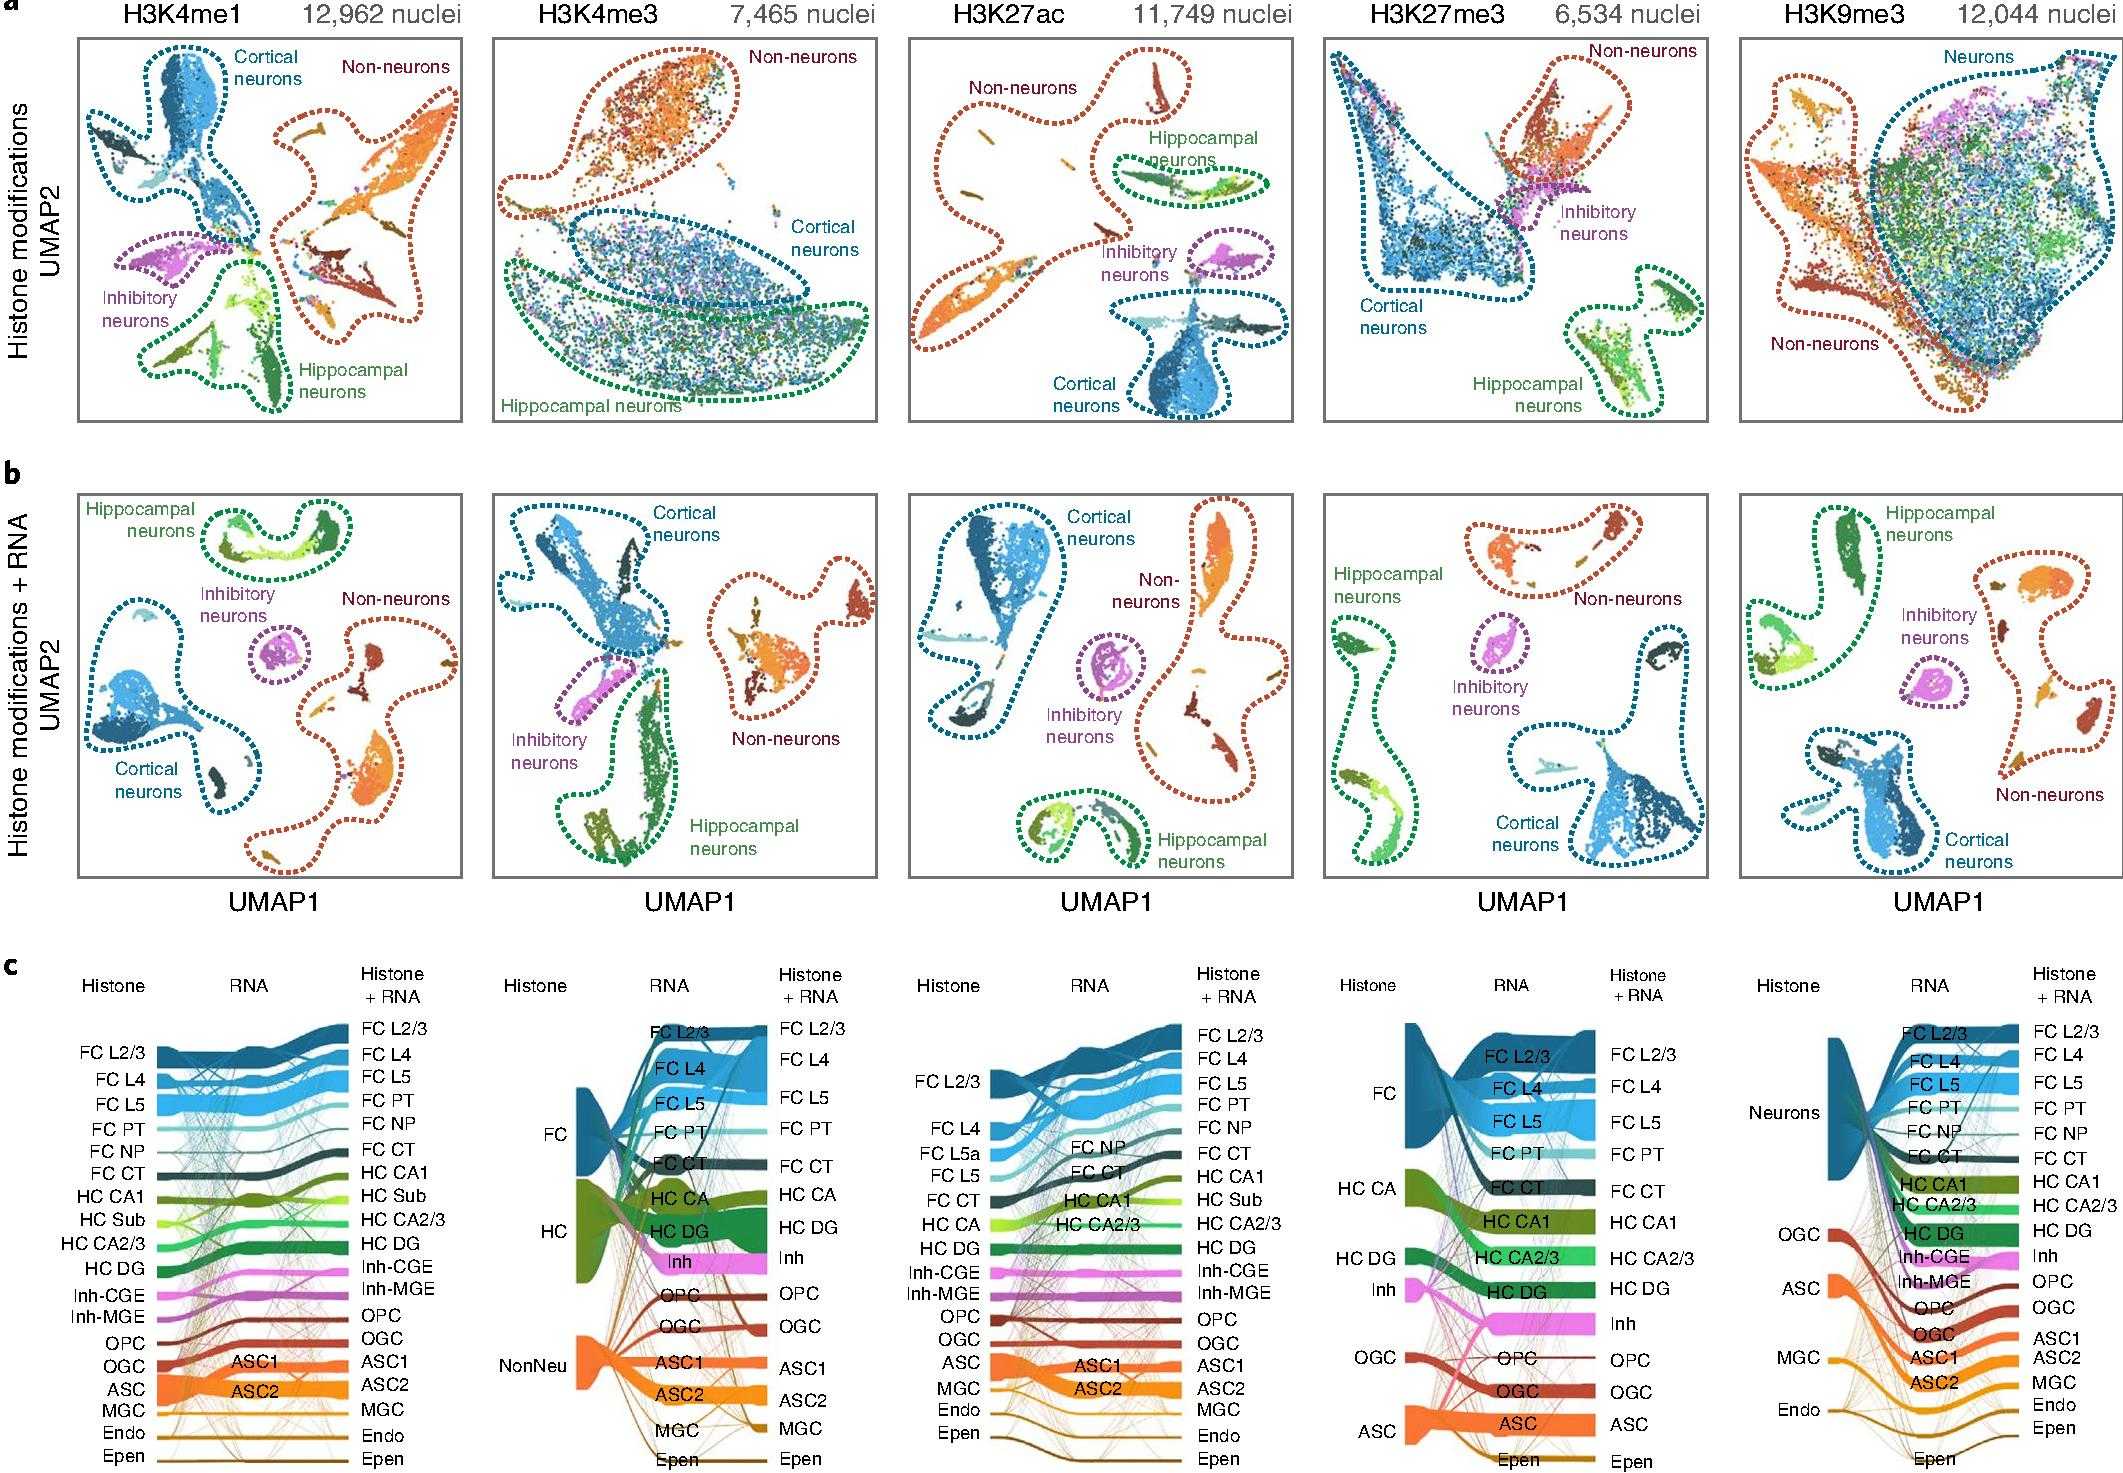 a
H3K4me1 12,962 nuclei
H3K4me3 7,465 nuclei
H3K27ac 11,749 nuclei
H3K27me3 6,534 nuclei
H3K9me3 12,044 nuclei
Histone modifications
UMAP2
Cortical
neurons
Non-neurons
Inhibitory
neurons
Hippocampal
neurons
Non-neurons
Cortical
neurons
Hippocampal neurons
Non-neurons
Hippocampal
neurons
Inhibitory
neurons
Cortical
neurons
Non-neurons
Inhibitory
neurons
Cortical
neurons
Hippocampal
neurons
Neurons
Non-neurons
b
Histone modifications + RNA
UMAP2
Hippocampal
neurons
Inhibitory
neurons
Non-neurons
Cortical
neurons
Cortical
neurons
Inhibitory
neurons
Non-neurons
Hippocampal
neurons
Cortical
neurons
Non-
neurons
Inhibitory
neurons
Hippocampal
neurons
Hippocampal
neurons
Non-neurons
Inhibitory
neurons
Cortical
neurons
Hippocampal
neurons
Inhibitory
neurons
Non-neurons
Cortical
neurons
UMAP1
UMAP1
UMAP1
UMAP1
UMAP1
c
Histone
FC L2/3
FC L4
FC L5
FC PT
FC NP
FC CT
HC CA1
HC Sub
HC CA2/3
HC DG
Inh-CGE
Inh-MGE
OPC
OGC
ASC
MGC
Endo
Epen
RNA
ASC1
ASC2
Histone
+ RNA
FC L2/3
FC L4
FC L5
FC PT
FC NP
FC CT
HC CA1
HC Sub
HC CA2/3
HC DG
Inh-CGE
Inh-MGE
OPC
OGC
ASC1
ASC2
MGC
Endo
Epen
Histone
FC
HC
NonNeu
RNA
FC L2/3
FC L4
FC L5
FC PT
FC CT
HC CA
HC DG
Inh
OPC
OGC
ASC1
ASC2
MGC
Epen
Histone
+ RNA
FC L2/3
FC L4
FC L5
FC PT
FC CT
HC CA
HC DG
Inh
OPC
OGC
ASC1
ASC2
MGC
Epen
Histone
FC L2/3
FC L4
FC L5a
FC L5
FC CT
HC CA
HC DG
Inh-CGE
Inh-MGE
OPC
OGC
ASC
MGC
Endo
Epen
RNA
FC NP
FC CT
HC CA1
HC CA2/3
ASC1
ASC2
Histone
+ RNA
FC L2/3
FC L4
FC L5
FC PT
FC NP
FC CT
HC CA1
HC Sub
HC CA2/3
HC DG
Inh-CGE
Inh-MGE
OPC
OGC
ASC1
ASC2
MGC
Endo
Epen
Histone
FC
HC CA
HC DG
Inh
OGC
ASC
RNA
FC L2/3
FC L4
FC L5
FC PT
FC CT
HC CA1
HC CA2/3
HC DG
OPC
OGC
ASC
Epen
Histone
+ RNA
FC L2/3
FC L4
FC L5
FC PT
FC CT
HC CA1
HC CA2/3
HC DG
Inh
OPC
OGC
ASC
Epen
Histone
Neurons
OGC
ASC
MGC
Endo
RNA
FC L2/3
FC L4
FC L5
FC PT
FC NP
FC CT
HC CA1
HC CA2/3
HC DG
Inh-CGE
Inh-MGE
OPC
OGC
ASC1
ASC2
Epen
Histone
+ RNA
FC L2/3
FC L4
FC L5
FC PT
FC NP
FC CT
HC CA1
HC CA2/3
HC DG
Inh
OPC
OGC
ASC1
ASC2
MGC
Endo
Epen